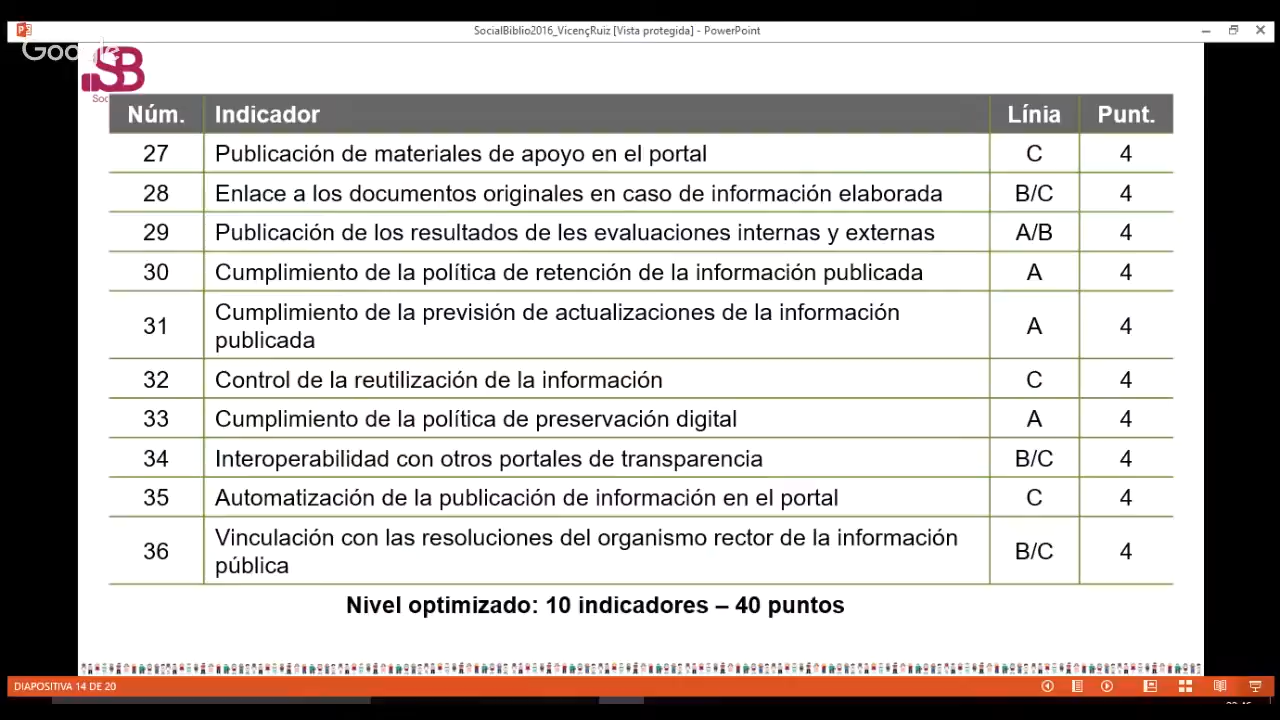 SocialBiblio2016_VicençRuiz [Vista protegida] - PowerPoint
Google
SB
Núm. Indicador Línia Punt.
27 Publicación de materiales de apoyo en el portal C 4
28 Enlace a los documentos originales en caso de información elaborada B/C 4
29 Publicación de los resultados de les evaluaciones internas y externas A/B 4
30 Cumplimiento de la política de retención de la información publicada A 4
31 Cumplimiento de la previsión de actualizaciones de la información
publicada A 4
32 Control de la reutilización de la información C 4
33 Cumplimiento de la política de preservación digital A 4
34 Interoperabilidad con otros portales de transparencia B/C 4
35 Automatización de la publicación de información en el portal C 4
36 Vinculación con las resoluciones del organismo rector de la información
pública B/C 4
Nivel optimizado: 10 indicadores – 40 puntos
DIAPOSITIVA 14 DE 20